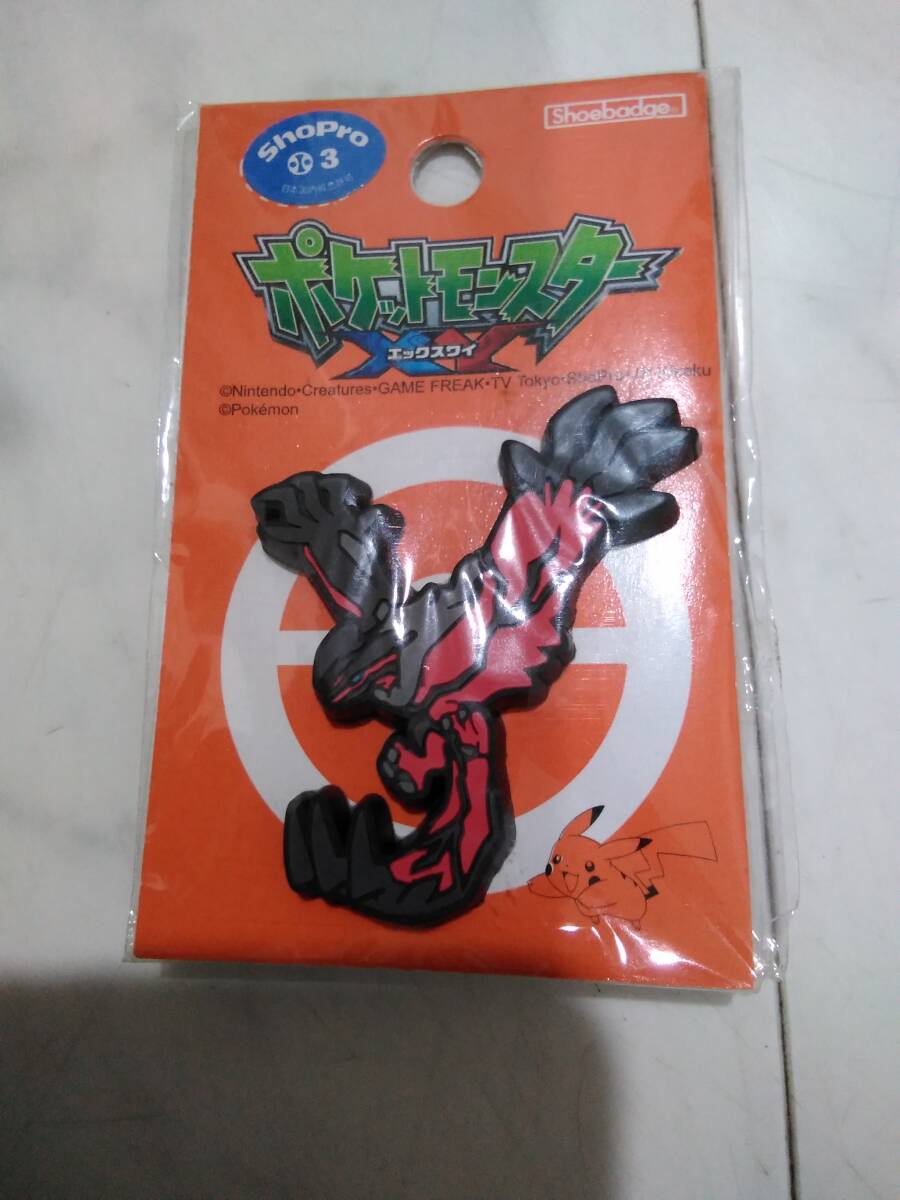 ShoPro
3
Shoebadge
ポケットモンスター
XY
エックスワイ
©Nintendo•Creatures•GAME FREAK•TV Tokyo•ShoPro•
©Pokémon